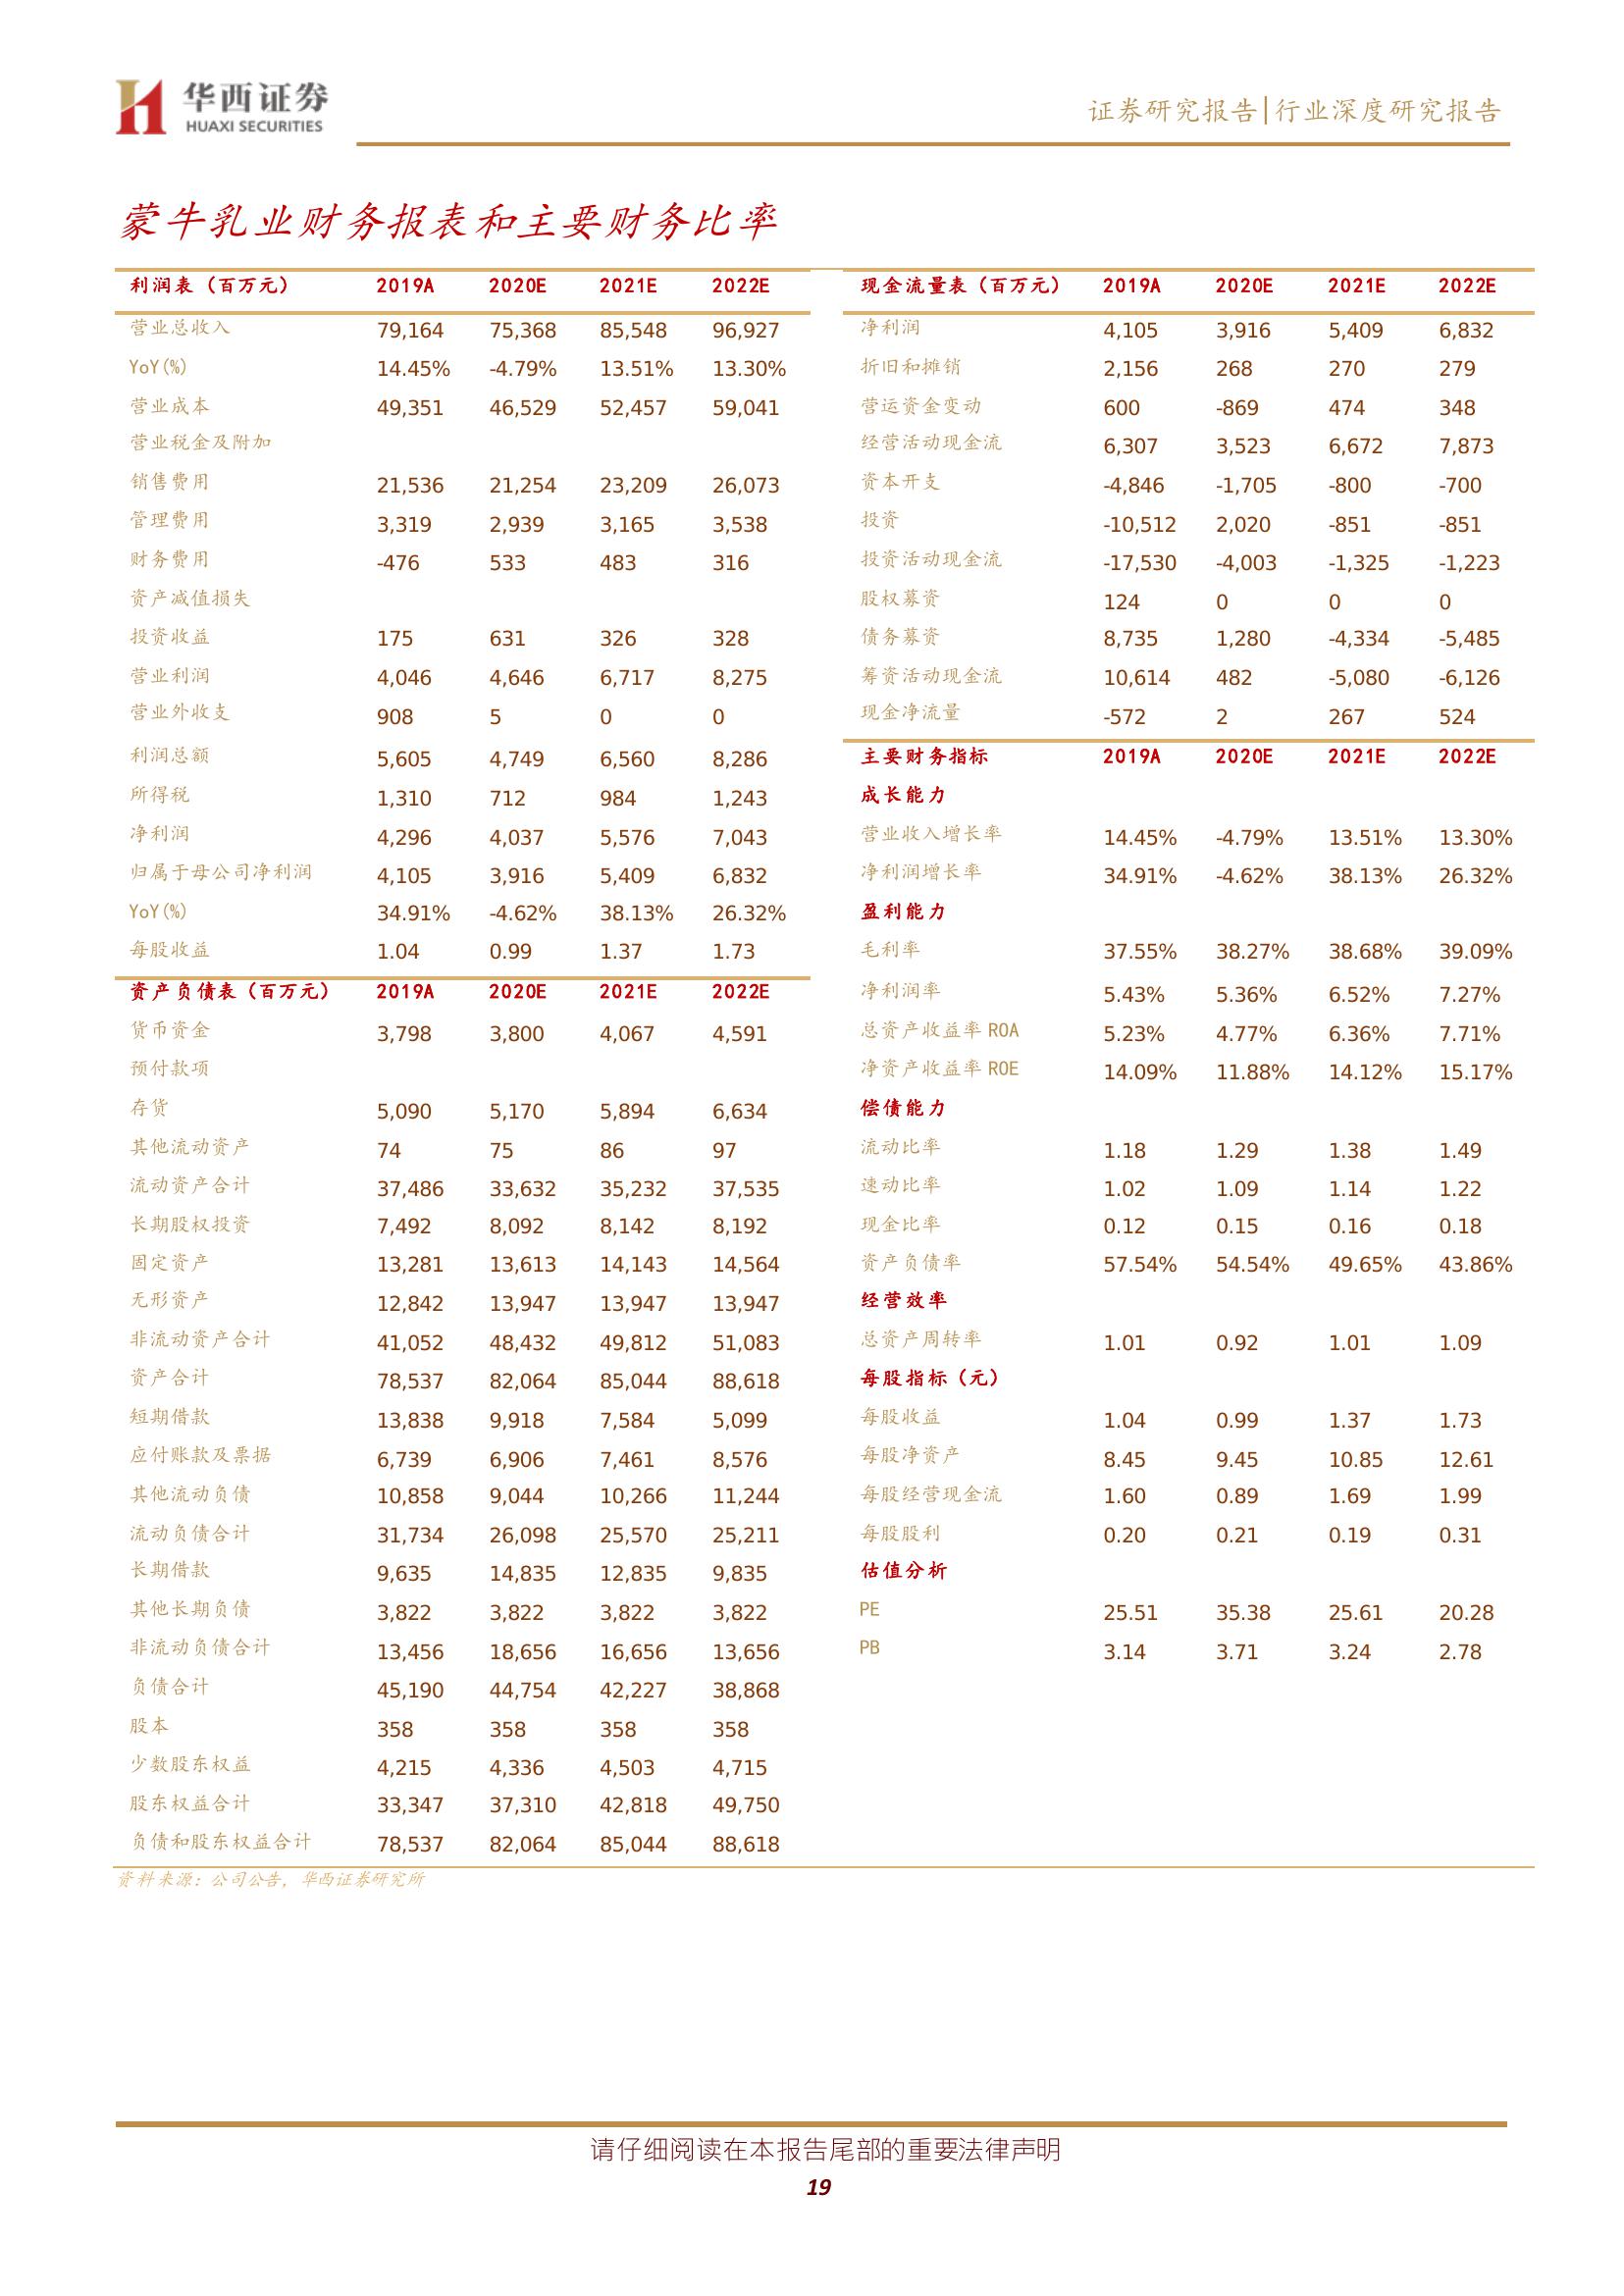 华西证券
HUAXI SECURITIES
证券研究报告|行业深度研究报告
蒙牛乳业财务报表和主要财务比率
利润表（百万元） 2019A 2020E 2021E 2022E
营业总收入 79,164 75,368 85,548 96,927
YoY(%) 14.45% -4.79% 13.51% 13.30%
营业成本 49,351 46,529 52,457 59,041
营业税金及附加
销售费用 21,536 21,254 23,209 26,073
管理费用 3,319 2,939 3,165 3,538
财务费用 -476 533 483 316
资产减值损失
投资收益 175 631 326 328
营业利润 4,046 4,646 6,717 8,275
营业外收支 908 5 0 0
利润总额 5,605 4,749 6,560 8,286
所得税 1,310 712 984 1,243
净利润 4,296 4,037 5,576 7,043
归属于母公司净利润 4,105 3,916 5,409 6,832
YoY(%) 34.91% -4.62% 38.13% 26.32%
每股收益 1.04 0.99 1.37 1.73
资产负债表（百万元） 2019A 2020E 2021E 2022E
货币资金 3,798 3,800 4,067 4,591
预付款项
存货 5,090 5,170 5,894 6,634
其他流动资产 74 75 86 97
流动资产合计 37,486 33,632 35,232 37,535
长期股权投资 7,492 8,092 8,142 8,192
固定资产 13,281 13,613 14,143 14,564
无形资产 12,842 13,947 13,947 13,947
非流动资产合计 41,052 48,432 49,812 51,083
资产合计 78,537 82,064 85,044 88,618
短期借款 13,838 9,918 7,584 5,099
应付账款及票据 6,739 6,906 7,461 8,576
其他流动负债 10,858 9,044 10,266 11,244
流动负债合计 31,734 26,098 25,570 25,211
长期借款 9,635 14,835 12,835 9,835
其他长期负债 3,822 3,822 3,822 3,822
非流动负债合计 13,456 18,656 16,656 13,656
负债合计 45,190 44,754 42,227 38,868
股本 358 358 358 358
少数股东权益 4,215 4,336 4,503 4,715
股东权益合计 33,347 37,310 42,818 49,750
负债和股东权益合计 78,537 82,064 85,044 88,618
现金流量表（百万元） 2019A 2020E 2021E 2022E
净利润 4,105 3,916 5,409 6,832
折旧和摊销 2,156 268 270 279
营运资金变动 600 -869 474 348
经营活动现金流 6,307 3,523 6,672 7,873
资本开支 -4,846 -1,705 -800 -700
投资 -10,512 2,020 -851 -851
投资活动现金流 -17,530 -4,003 -1,325 -1,223
股权募资 124 0 0 0
债务募资 8,735 1,280 -4,334 -5,485
筹资活动现金流 10,614 482 -5,080 -6,126
现金净流量 -572 2 267 524
主要财务指标 2019A 2020E 2021E 2022E
成长能力
营业收入增长率 14.45% -4.79% 13.51% 13.30%
净利润增长率 34.91% -4.62% 38.13% 26.32%
盈利能力
毛利率 37.55% 38.27% 38.68% 39.09%
净利润率 5.43% 5.36% 6.52% 7.27%
总资产收益率 ROA 5.23% 4.77% 6.36% 7.71%
净资产收益率 ROE 14.09% 11.88% 14.12% 15.17%
偿债能力
流动比率 1.18 1.29 1.38 1.49
速动比率 1.02 1.09 1.14 1.22
现金比率 0.12 0.15 0.16 0.18
资产负债率 57.54% 54.54% 49.65% 43.86%
经营效率
总资产周转率 1.01 0.92 1.01 1.09
每股指标（元）
每股收益 1.04 0.99 1.37 1.73
每股净资产 8.45 9.45 10.85 12.61
每股经营现金流 1.60 0.89 1.69 1.99
每股股利 0.20 0.21 0.19 0.31
估值分析
PE 25.51 35.38 25.61 20.28
PB 3.14 3.71 3.24 2.78
资料来源：公司公告，华西证券研究所
请仔细阅读在本报告尾部的重要法律声明
19